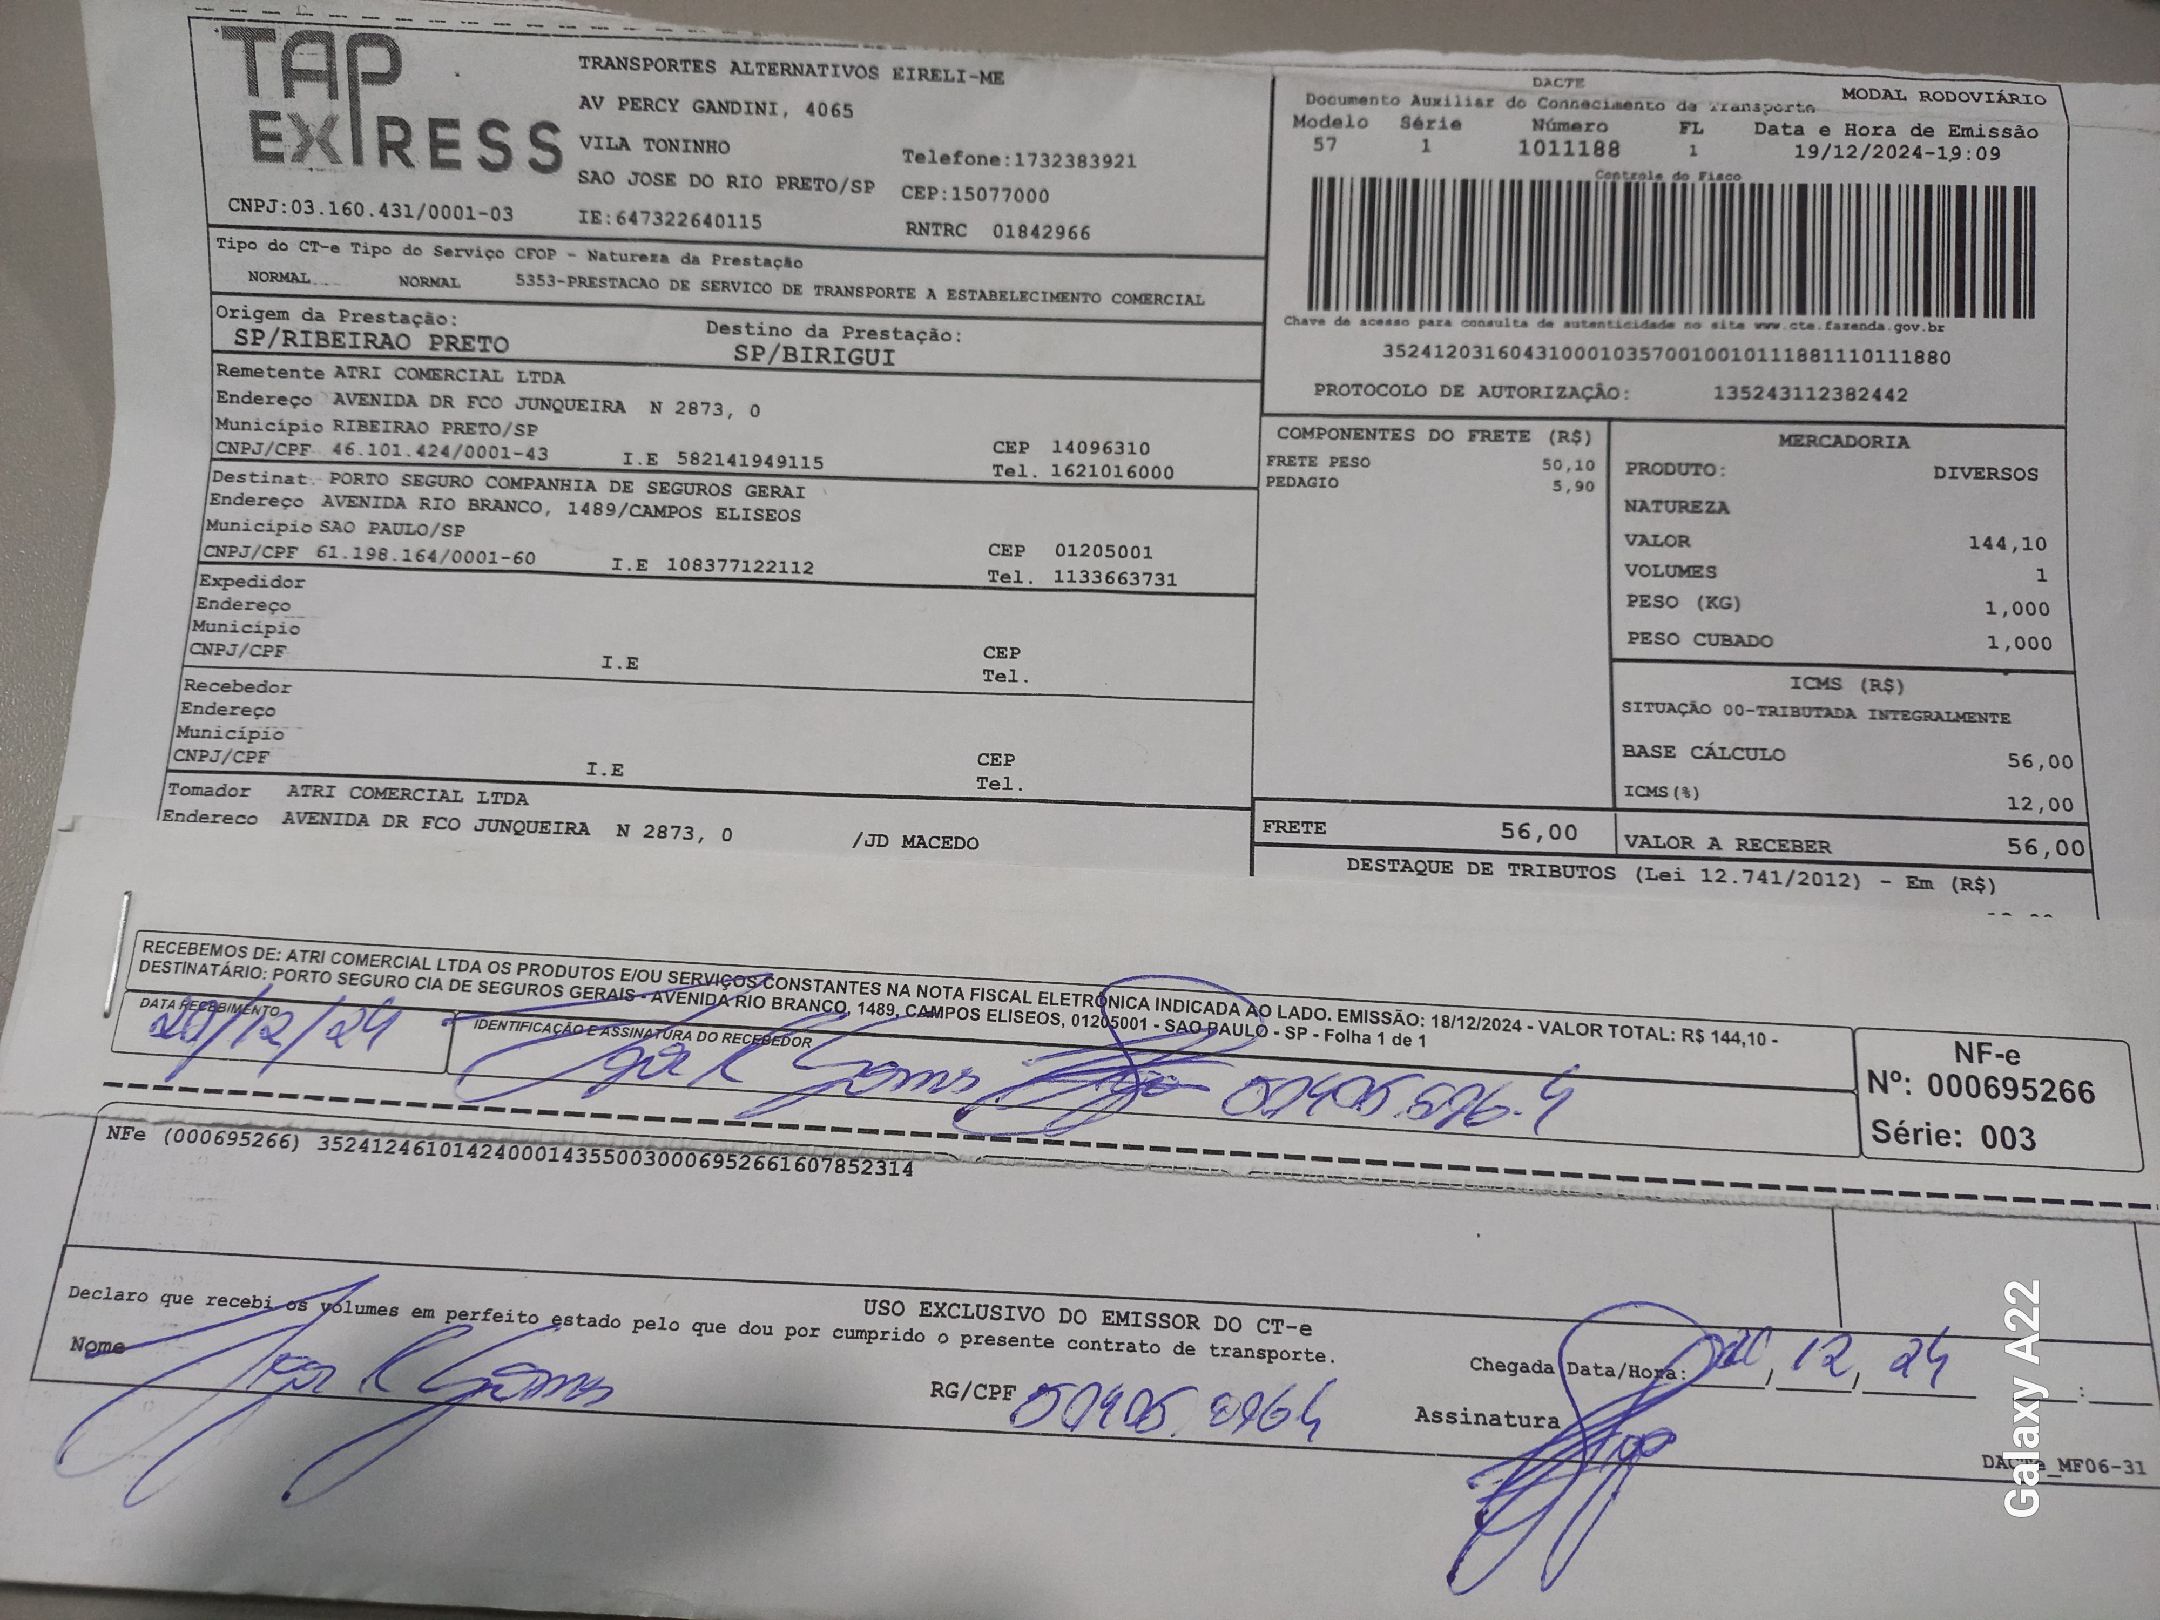 TAP EXPRESS
TRANSPORTES ALTERNATIVOS EIRELI-ME
AV PERCY GANDINI, 4065
VILA TONINHO
Telefone:1732383921
SAO JOSE DO RIO PRETO/SP CEP:15077000
CNPJ:03.160.431/0001-03 IE:647322640115 RNTRC 01842966
DACTE
Documento Auxiliar do Conhecimento de Transporte MODAL RODOVIÁRIO
Modelo Série Número FL Data e Hora de Emissão
57 1 1011188 1 19/12/2024-19:09
Controle do Fisco
Chave de acesso para consulta de autenticidade no site www.cte.fazenda.gov.br
35241203160431000103570010010111881110111880
PROTOCOLO DE AUTORIZAÇÃO: 135243112382442
Tipo do CT-e Tipo do Serviço CFOP - Natureza da Prestação
NORMAL NORMAL 5353-PRESTACAO DE SERVICO DE TRANSPORTE A ESTABELECIMENTO COMERCIAL
Origem da Prestação: Destino da Prestação:
SP/RIBEIRAO PRETO SP/BIRIGUI
Remetente ATRI COMERCIAL LTDA
Endereço AVENIDA DR FCO JUNQUEIRA N 2873, 0
Município RIBEIRAO PRETO/SP CEP 14096310
CNPJ/CPF 46.101.424/0001-43 I.E 582141949115 Tel. 1621016000
Destinat. PORTO SEGURO COMPANHIA DE SEGUROS GERAI
Endereço AVENIDA RIO BRANCO, 1489/CAMPOS ELISEOS
Município SAO PAULO/SP CEP 01205001
CNPJ/CPF 61.198.164/0001-60 I.E 108377122112 Tel. 1133663731
Expedidor
Endereço
Município CEP
CNPJ/CPF I.E Tel.
Recebedor
Endereço
Município CEP
CNPJ/CPF I.E Tel.
Tomador ATRI COMERCIAL LTDA
Endereco AVENIDA DR FCO JUNQUEIRA N 2873, 0 /JD MACEDO
COMPONENTES DO FRETE (R$)
FRETE PESO 50,10
PEDAGIO 5,90
FRETE 56,00
MERCADORIA
PRODUTO: DIVERSOS
NATUREZA
VALOR 144,10
VOLUMES 1
PESO (KG) 1,000
PESO CUBADO 1,000
ICMS (R$)
SITUAÇÃO 00-TRIBUTADA INTEGRALMENTE
BASE CÁLCULO 56,00
ICMS(%) 12,00
VALOR A RECEBER 56,00
DESTAQUE DE TRIBUTOS (Lei 12.741/2012) - Em (R$)
RECEBEMOS DE: ATRI COMERCIAL LTDA OS PRODUTOS E/OU SERVIÇOS CONSTANTES NA NOTA FISCAL ELETRÔNICA INDICADA AO LADO. EMISSÃO: 18/12/2024 - VALOR TOTAL: R$ 144,10 -
DESTINATÁRIO: PORTO SEGURO CIA DE SEGUROS GERAIS - AVENIDA RIO BRANCO, 1489, CAMPOS ELISEOS, 01205001 - SAO PAULO - SP - Folha 1 de 1
DATA RECEBIMENTO IDENTIFICAÇÃO E ASSINATURA DO RECEBEDOR
20/12/24
NF-e
Nº: 000695266
Série: 003
NFe (000695266) 35241246101424000143550030006952661607852314
USO EXCLUSIVO DO EMISSOR DO CT-e
Declaro que recebi os volumes em perfeito estado pelo que dou por cumprido o presente contrato de transporte.
Nome Igor K Gomes RG/CPF
Chegada Data/Hora: 20, 12, 24 :
Assinatura
Galaxy A22